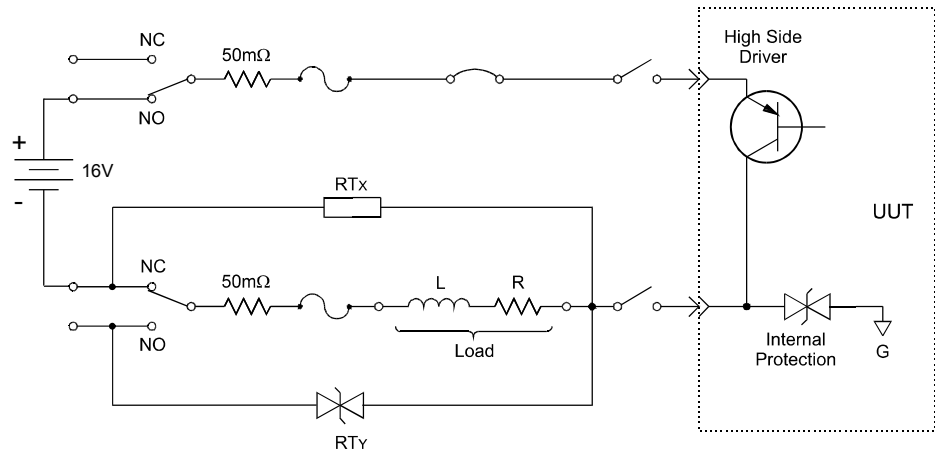 NC
50mΩ
NO
High Side
Driver
+
16V
-
RTX
UUT
NC
50mΩ
L
R
Load
NO
Internal
Protection
G
RTY